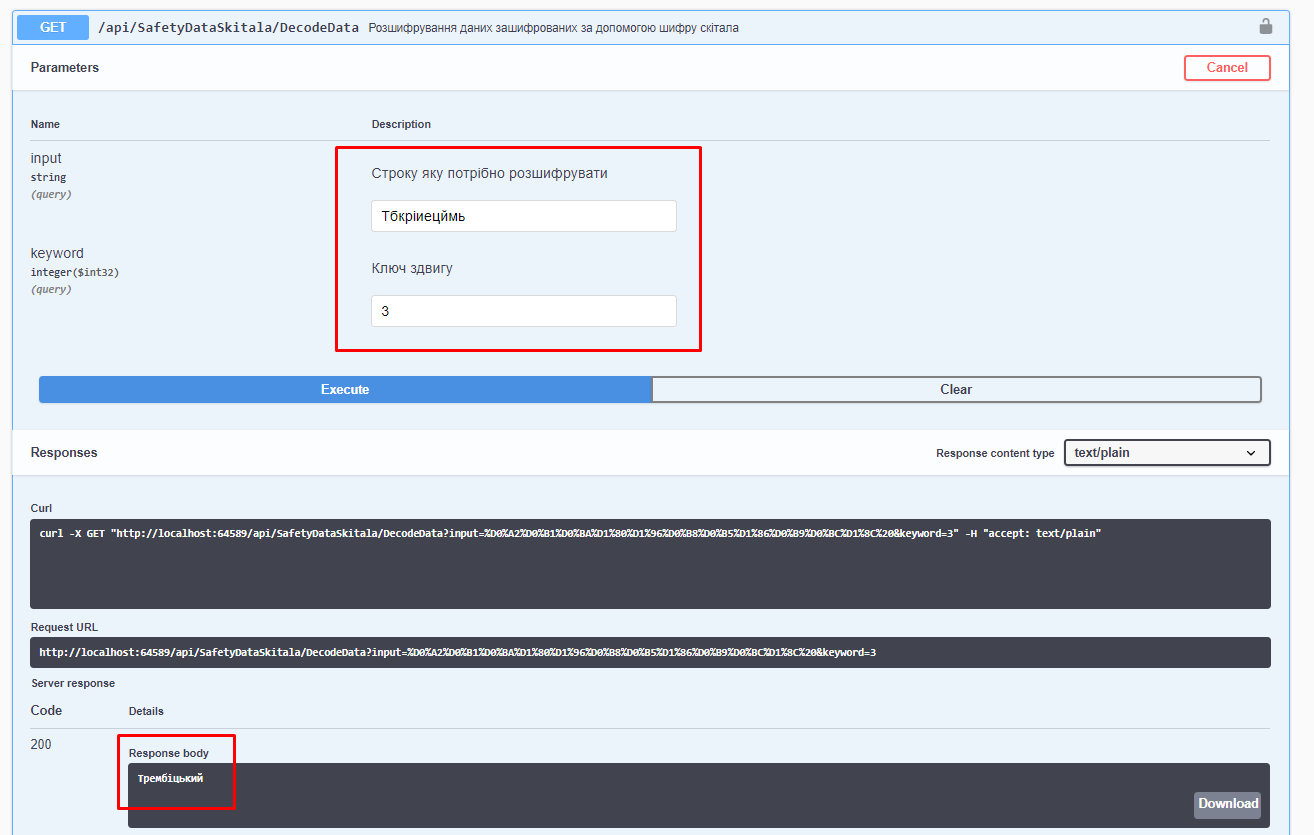 GET /api/SafetyDataSkitala/DecodeData Розшифрування даних зашифрованих за допомогою шифру скітала
Parameters Cancel
Name Description
input
string
(query)
Строку яку потрібно розшифрувати
Тбкріиецймь
keyword
integer($int32)
(query)
Ключ здвигу
3
Execute Clear
Responses Response content type text/plain
Curl
curl -X GET "http://localhost:64589/api/SafetyDataSkitala/DecodeData?input=%D0%A2%D0%B1%D0%BA%D1%80%D1%96%D0%B8%D0%B5%D1%86%D0%B9%D0%BC%D1%8C%20&keyword=3" -H "accept: text/plain"
Request URL
http://localhost:64589/api/SafetyDataSkitala/DecodeData?input=%D0%A2%D0%B1%D0%BA%D1%80%D1%96%D0%B8%D0%B5%D1%86%D0%B9%D0%BC%D1%8C%20&keyword=3
Server response
Code Details
200
Response body
Трембіцький
Download